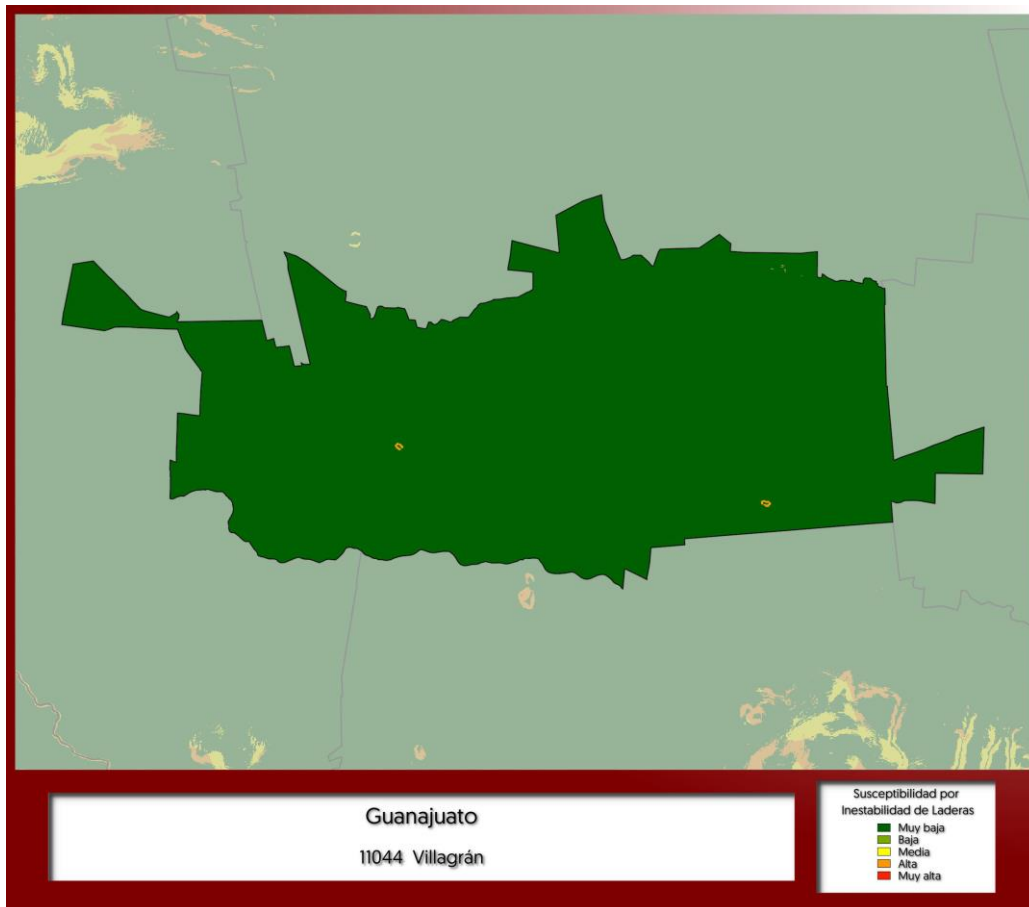 Guanajuato
11044 Villagrán
Susceptibilidad por
Inestabilidad de Laderas
Muy baja
Baja
Media
Alta
Muy alta